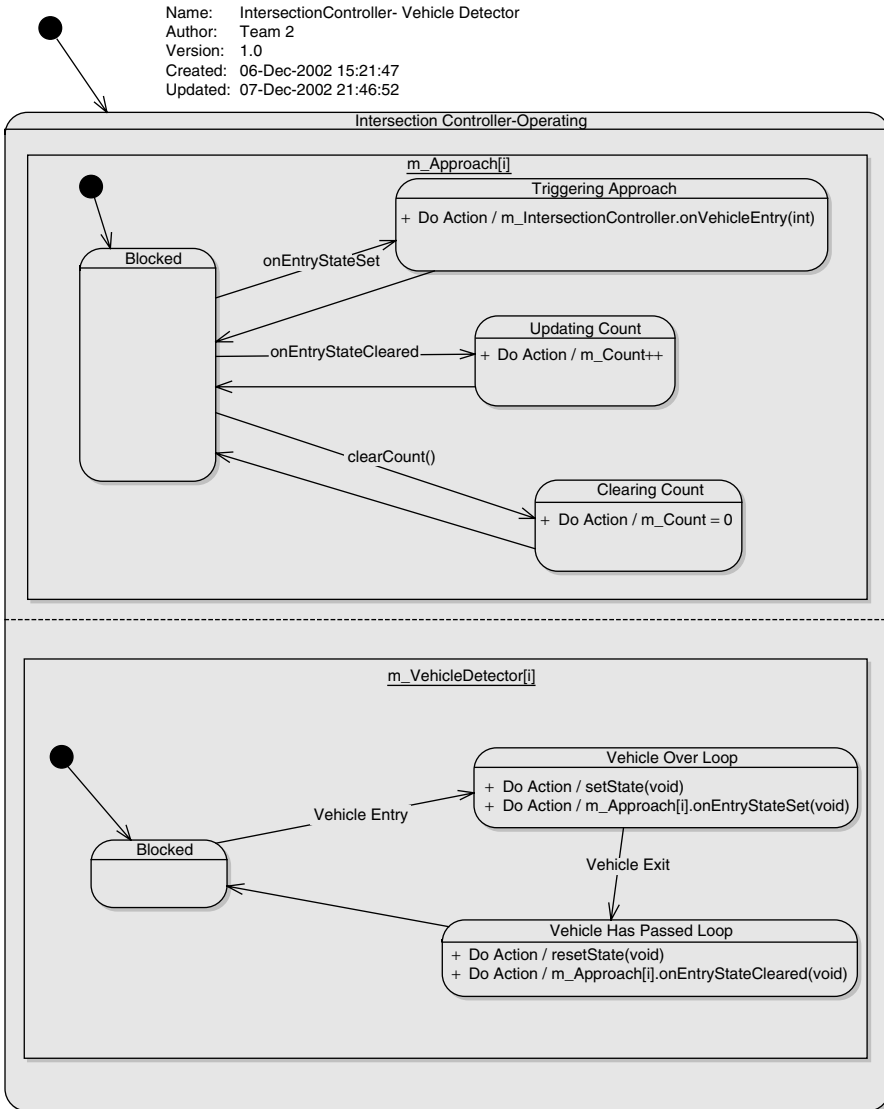 Name: IntersectionController- Vehicle Detector
Author: Team 2
Version: 1.0
Created: 06-Dec-2002 15:21:47
Updated: 07-Dec-2002 21:46:52
Intersection Controller-Operating
m_Approach[i]
Triggering Approach
+ Do Action / m_IntersectionController.onVehicleEntry(int)
Blocked
onEntryStateSet
Updating Count
onEntryStateCleared
+ Do Action / m_Count++
clearCount()
Clearing Count
+ Do Action / m_Count = 0
m_VehicleDetector[i]
Vehicle Over Loop
+ Do Action / setState(void)
+ Do Action / m_Approach[i].onEntryStateSet(void)
Vehicle Entry
Blocked
Vehicle Exit
Vehicle Has Passed Loop
+ Do Action / resetState(void)
+ Do Action / m_Approach[i].onEntryStateCleared(void)